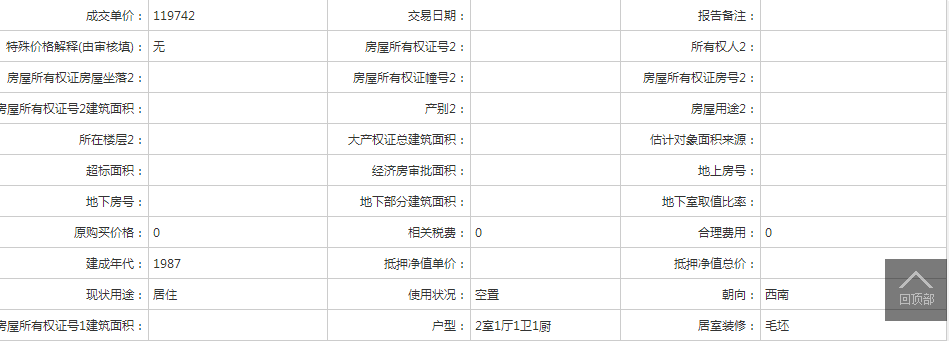 成交单价： 119742 交易日期： 报告备注：
特殊价格解释(由审核填)： 无 房屋所有权证号2： 所有权人2：
房屋所有权证房屋坐落2： 房屋所有权证幢号2： 房屋所有权证房号2：
房屋所有权证号2建筑面积： 产别2： 房屋用途2：
所在楼层2： 大产权证总建筑面积： 估计对象面积来源：
超标面积： 经济房审批面积： 地上房号：
地下房号： 地下部分建筑面积： 地下室取值比率：
原购买价格： 0 相关税费： 0 合理费用： 0
建成年代： 1987 抵押净值单价： 抵押净值总价：
现状用途： 居住 使用状况： 空置 朝向： 西南
回顶部
房屋所有权证号1建筑面积： 户型： 2室1厅1卫1厨 居室装修： 毛坯